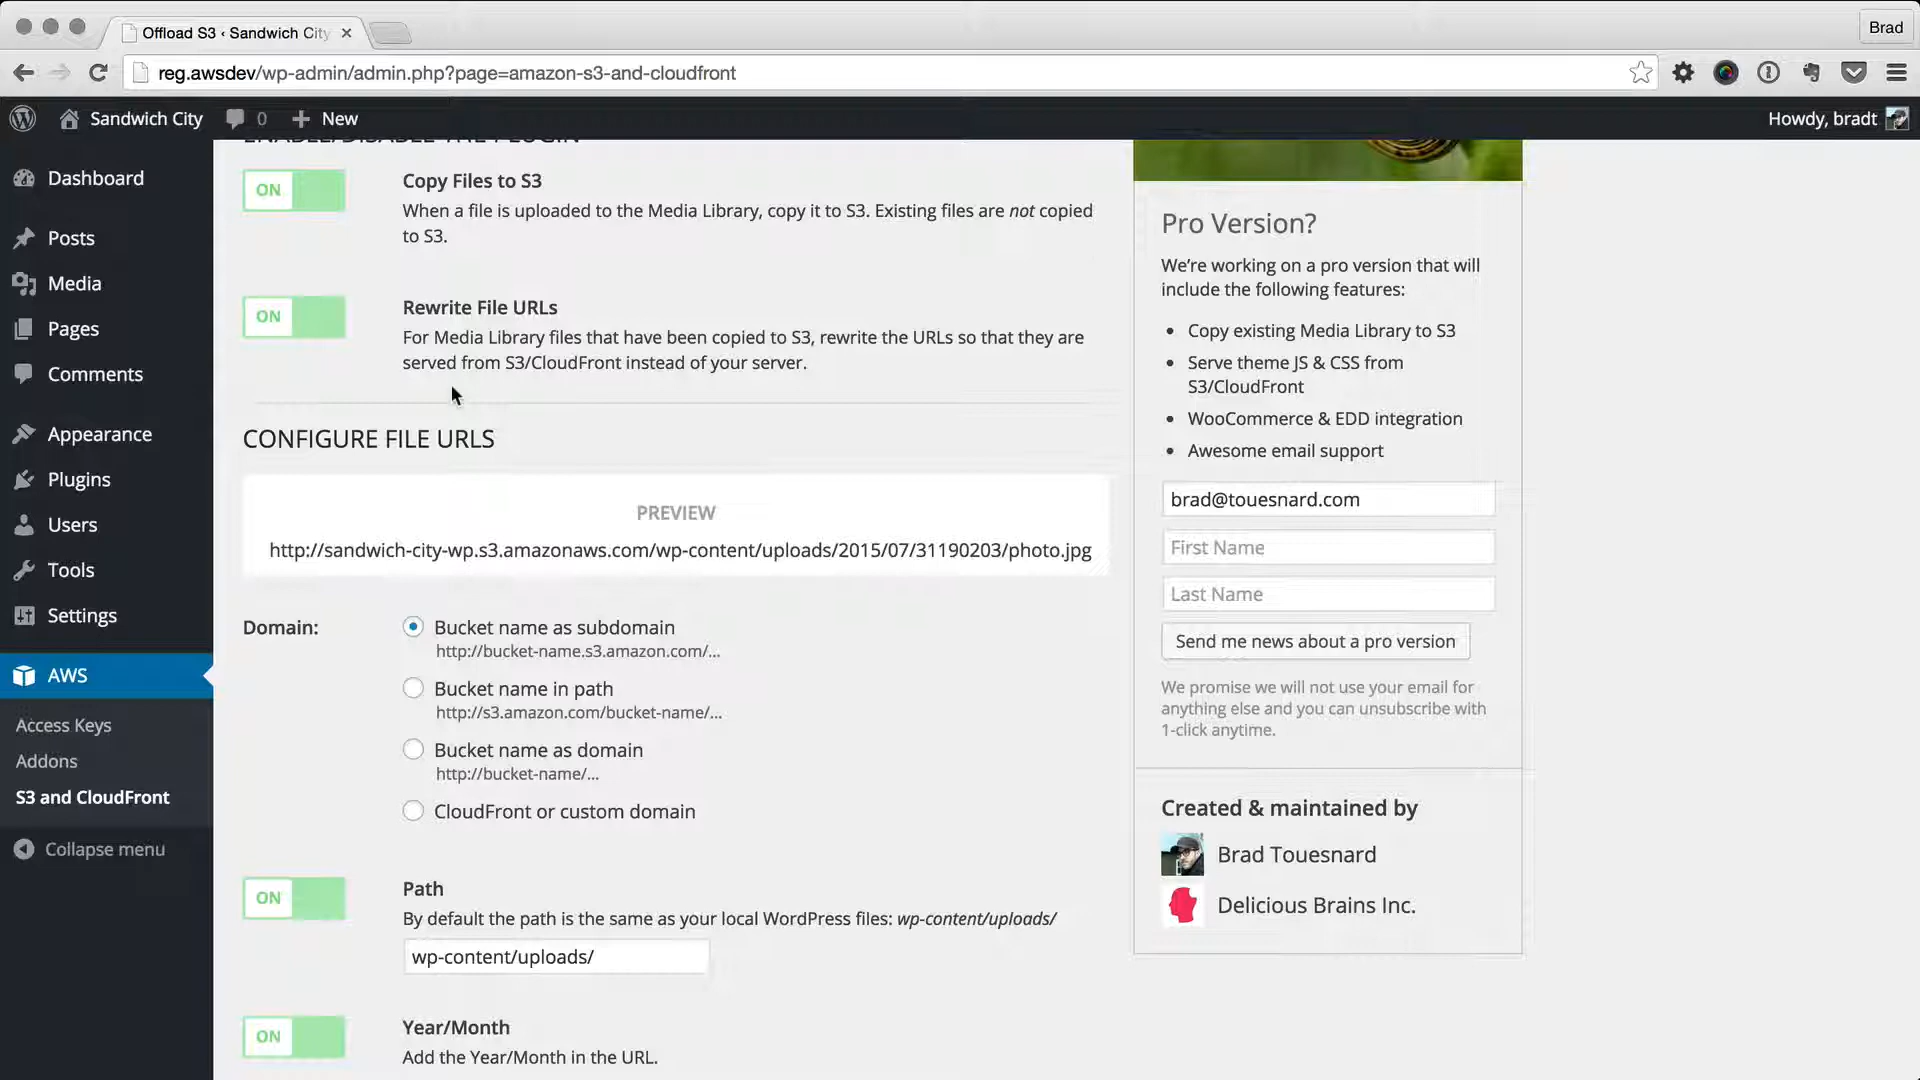 Offload S3 ‹ Sandwich City
Brad
reg.awsdev/wp-admin/admin.php?page=amazon-s3-and-cloudfront
Sandwich City
0
New
Howdy, bradt
Dashboard
Posts
Media
Pages
Comments
Appearance
Plugins
Users
Tools
Settings
AWS
Access Keys
Addons
S3 and CloudFront
Collapse menu
ENABLE/DISABLE THE PLUGIN
ON
Copy Files to S3
When a file is uploaded to the Media Library, copy it to S3. Existing files are not copied
to S3.
ON
Rewrite File URLs
For Media Library files that have been copied to S3, rewrite the URLs so that they are
served from S3/CloudFront instead of your server.
CONFIGURE FILE URLS
PREVIEW
http://sandwich-city-wp.s3.amazonaws.com/wp-content/uploads/2015/07/31190203/photo.jpg
Domain:
Bucket name as subdomain
http://bucket-name.s3.amazon.com/...
Bucket name in path
http://s3.amazon.com/bucket-name/...
Bucket name as domain
http://bucket-name/...
CloudFront or custom domain
ON
Path
By default the path is the same as your local WordPress files: wp-content/uploads/
wp-content/uploads/
ON
Year/Month
Add the Year/Month in the URL.
Pro Version?
We're working on a pro version that will
include the following features:
• Copy existing Media Library to S3
• Serve theme JS & CSS from
S3/CloudFront
• WooCommerce & EDD integration
• Awesome email support
brad@touesnard.com
First Name
Last Name
Send me news about a pro version
We promise we will not use your email for
anything else and you can unsubscribe with
1-click anytime.
Created & maintained by
Brad Touesnard
Delicious Brains Inc.